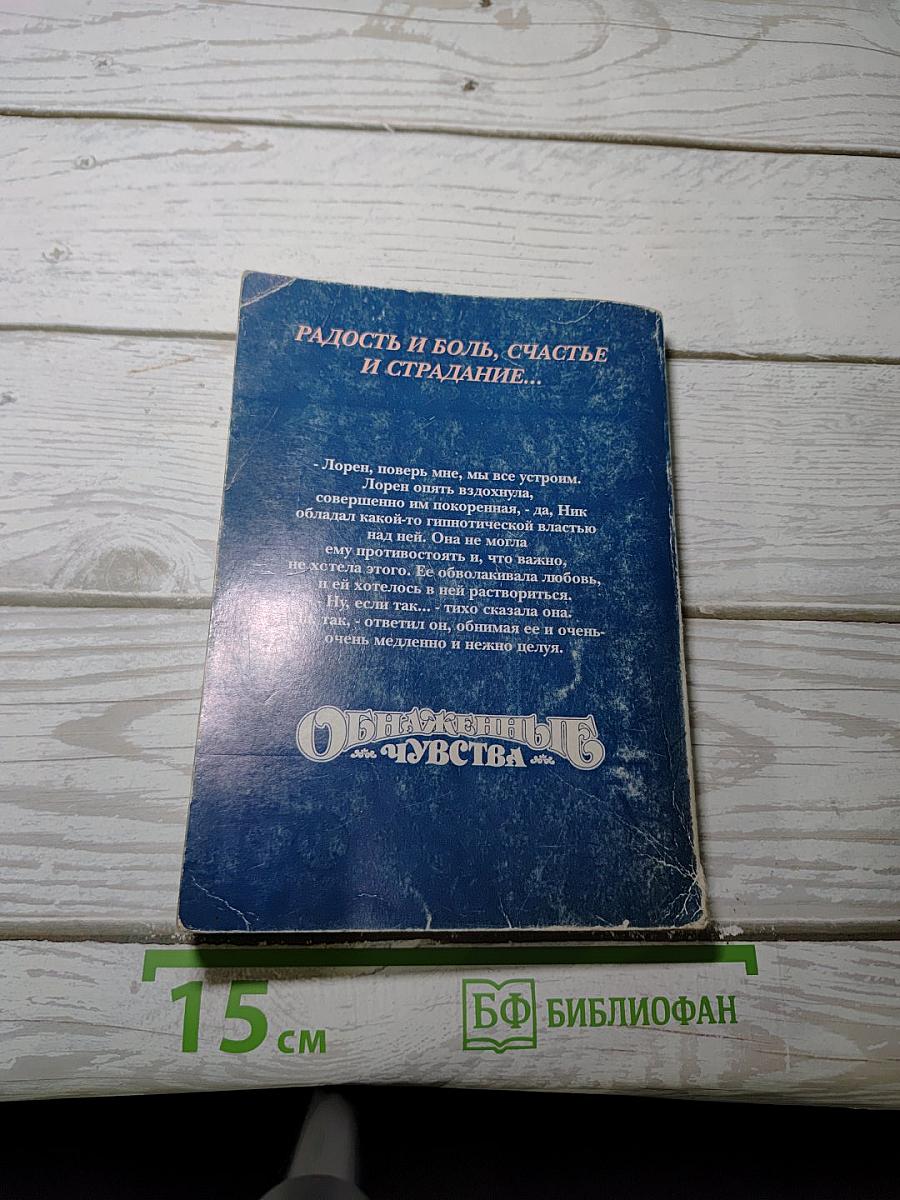 РАДОСТЬ И БОЛЬ, СЧАСТЬЕ
И СТРАДАНИЕ...
- Лорен, поверь мне, мы все устроим.
Лорен опять вздохнула,
совершенно им покоренная, - да, Ник
обладал какой-то гипнотической властью
над ней. Она не могла
ему противостоять и, что важно,
не хотела этого. Ее обволакивала любовь,
и ей хотелось в ней раствориться.
Ну, если так... - тихо сказала она.
так, - ответил он, обнимая ее и очень-
очень медленно и нежно целуя.
ОБНАЖЕННЫЕ
ЧУВСТВА
15 см
БФ БИБЛИОФАН